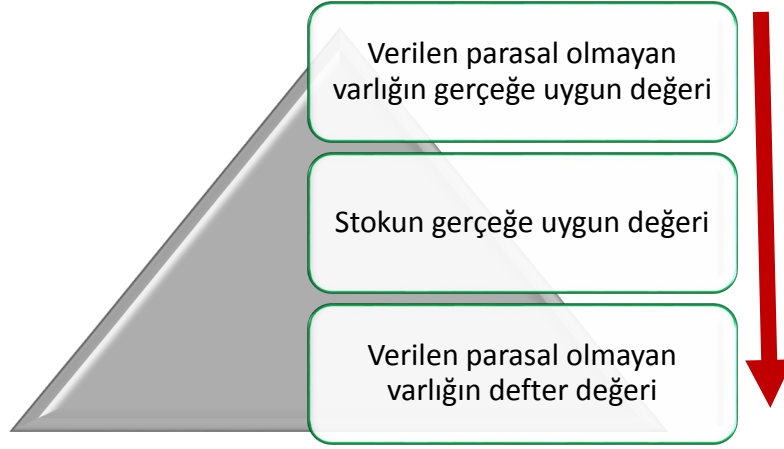 Verilen parasal olmayan
varlığın gerçeğe uygun değeri
Stokun gerçeğe uygun değeri
Verilen parasal olmayan
varlığın defter değeri